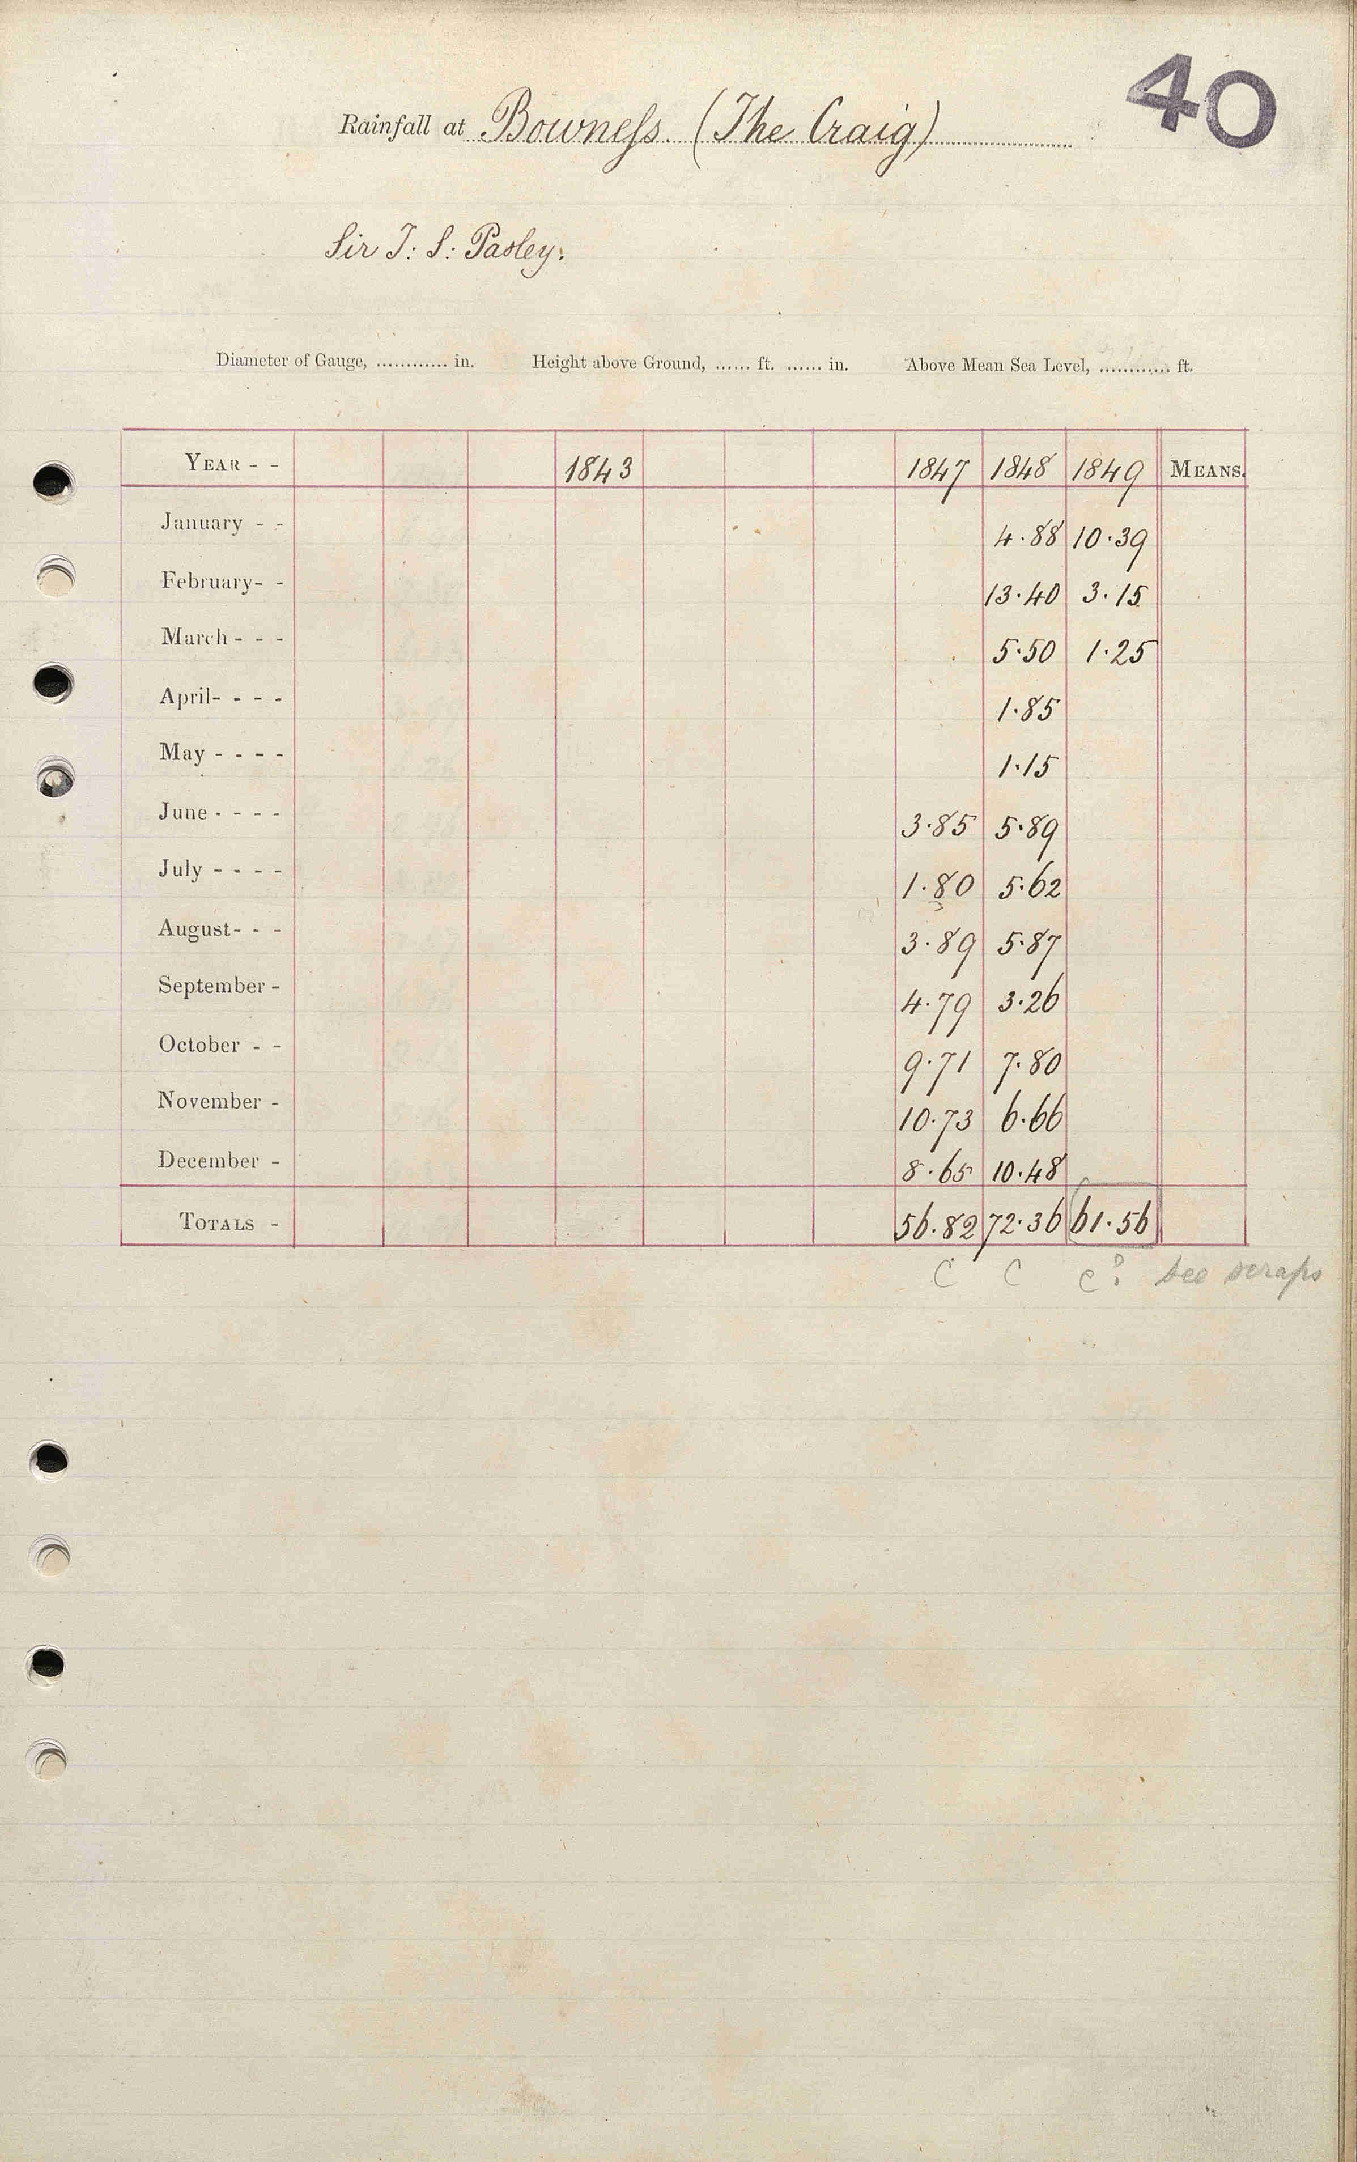 40
Rainfall at Bowneſs. (The Craig)
Sir T: S: Pasley:
Diameter of Gauge, ............ in. Height above Ground, ...... ft. ...... in. Above Mean Sea Level, ............ ft.
YEAR - - 1843 1847 1848 1849 MEANS.
January - - 4.88 10.39
February- - 13.40 3.15
March - - - 5.50 1.25
April- - - - 1.85
May - - - - 1.15
June - - - - 3.85 5.89
July - - - - 1.80 5.62
August- - - 3.89 5.87
September - 4.79 3.26
October - - 9.71 7.80
November - 10.73 6.66
December - 8.65 10.48
TOTALS - 56.82 72.36 61.56
C C C? see scraps